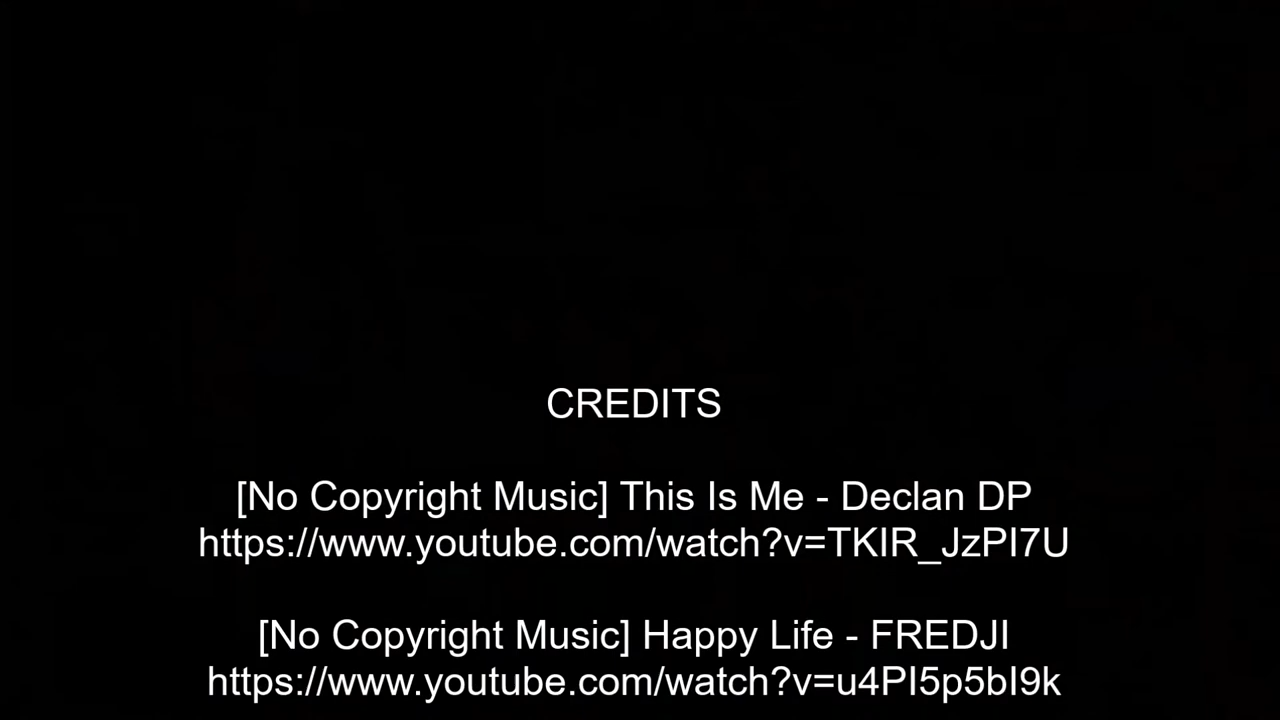 CREDITS
[No Copyright Music] This Is Me - Declan DP
https://www.youtube.com/watch?v=TKIR_JzPI7U
[No Copyright Music] Happy Life - FREDJI
https://www.youtube.com/watch?v=u4PI5p5bI9k